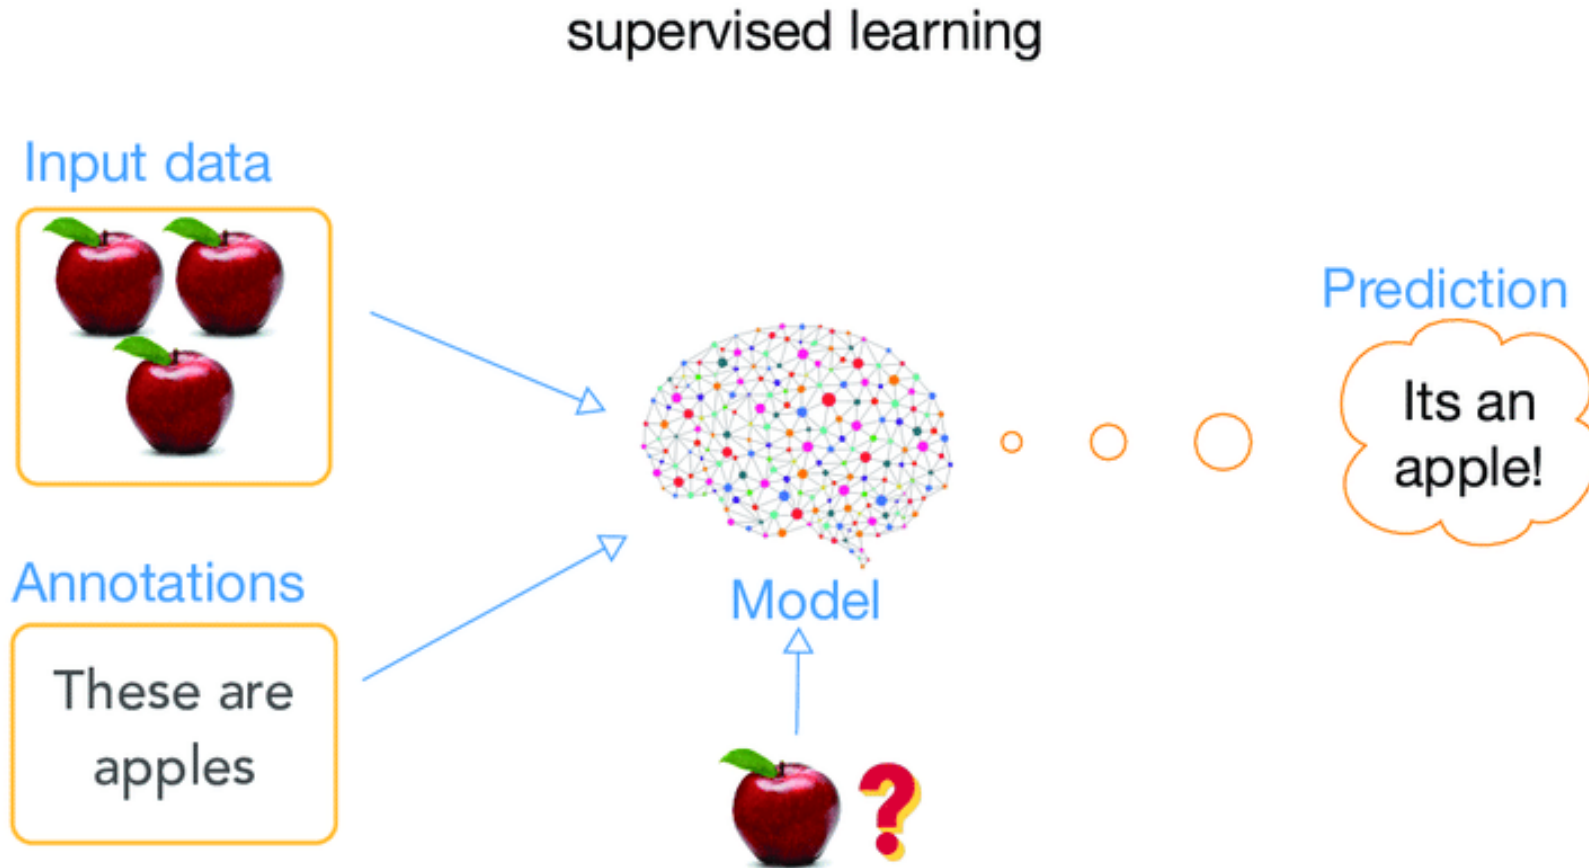 supervised learning
Input data
Annotations
These are
apples
Model
?
Prediction
Its an
apple!